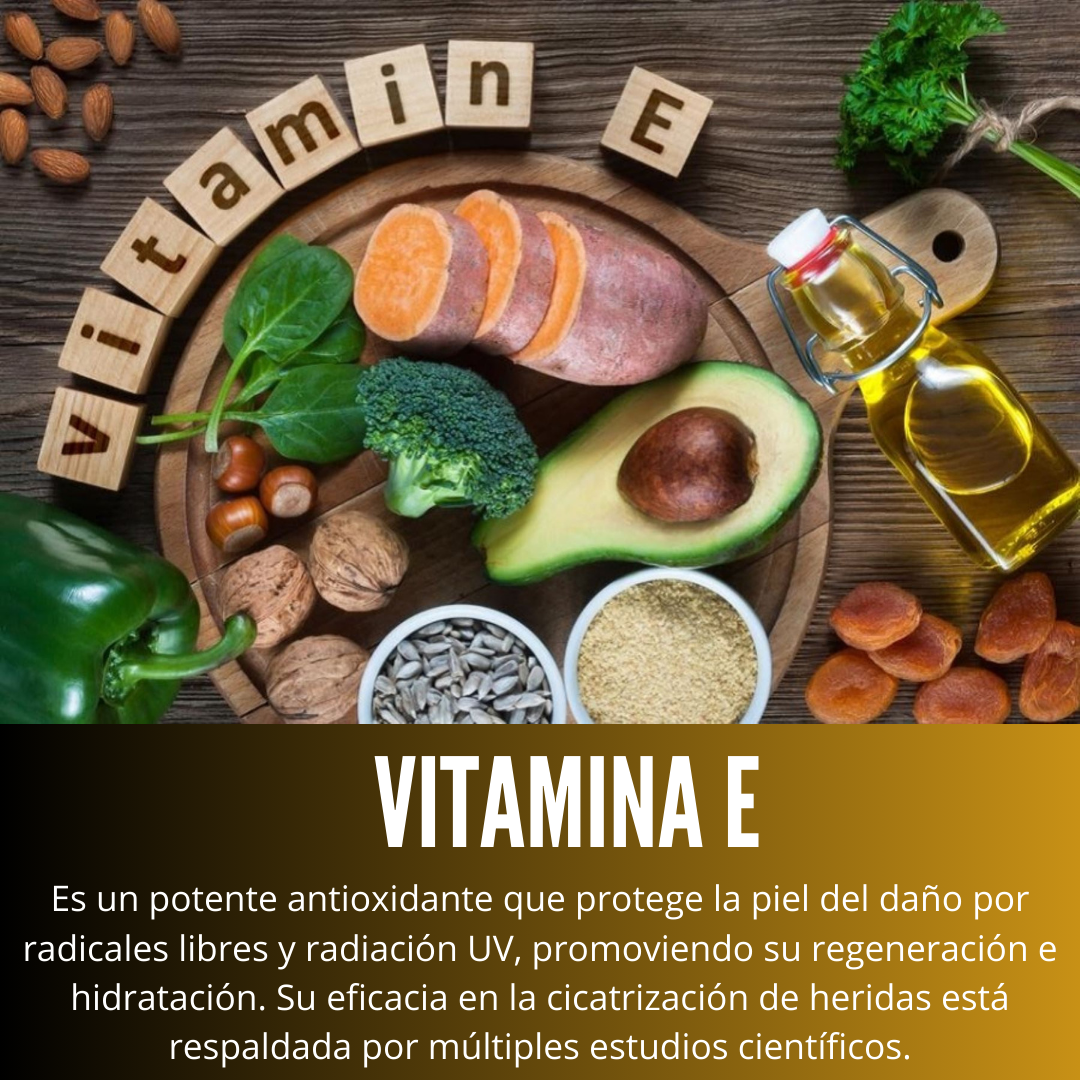 vitamin E
VITAMINA E
Es un potente antioxidante que protege la piel del daño por
radicales libres y radiación UV, promoviendo su regeneración e
hidratación. Su eficacia en la cicatrización de heridas está
respaldada por múltiples estudios científicos.